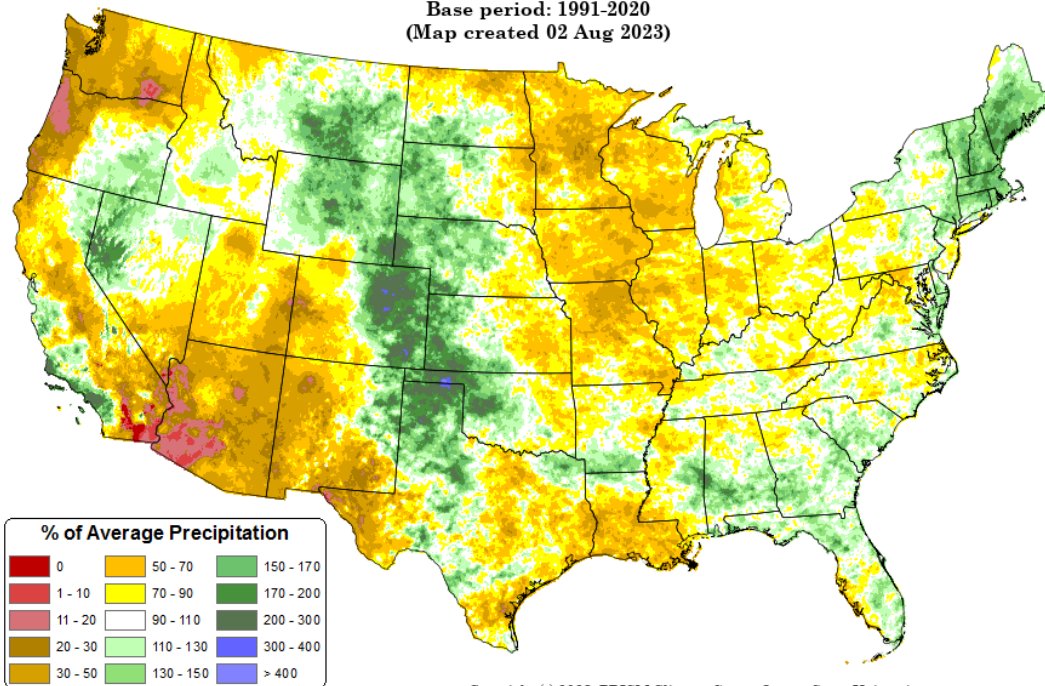 Base period: 1991-2020
(Map created 02 Aug 2023)
% of Average Precipitation
0
1 - 10
11 - 20
20 - 30
30 - 50
50 - 70
70 - 90
90 - 110
110 - 130
130 - 150
150 - 170
170 - 200
200 - 300
300 - 400
> 400